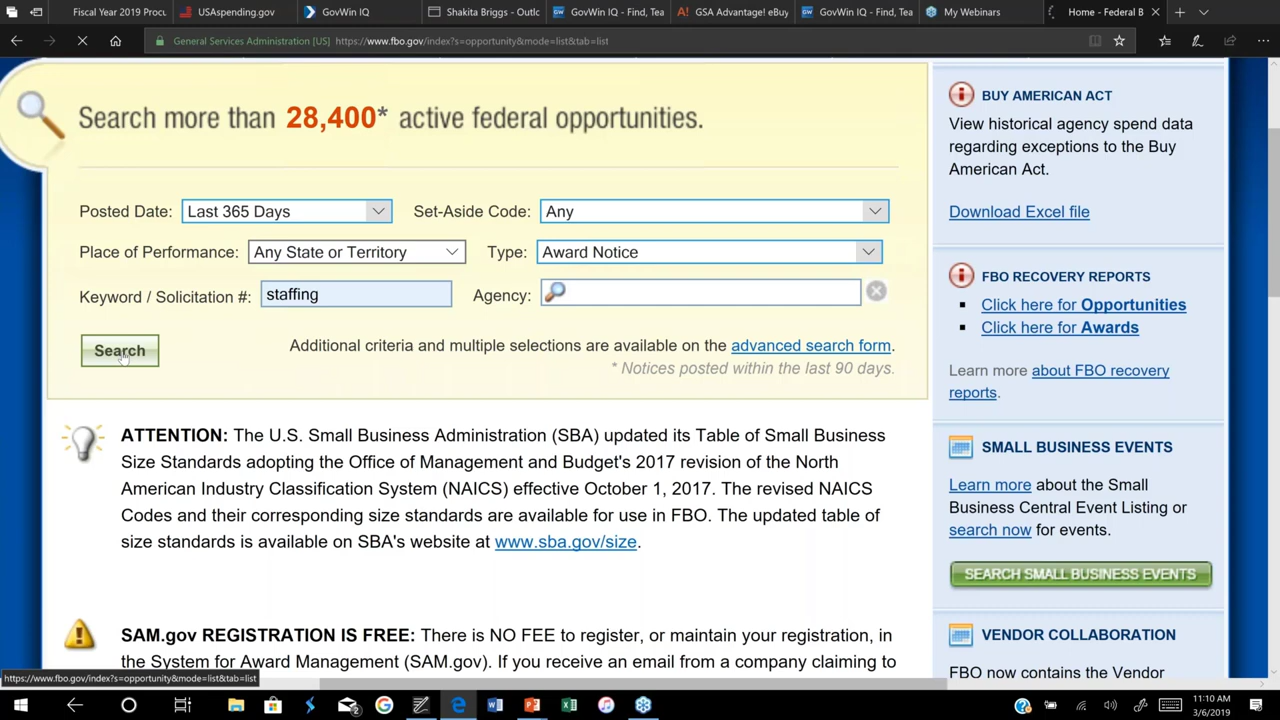 Fiscal Year 2019 Procu
USAspending.gov
GovWin IQ
Shakita Briggs - Outlo
GovWin IQ - Find, Tea
GSA Advantage! eBuy
GovWin IQ - Find, Tea
My Webinars
Home - Federal B
General Services Administration [US] https://www.fbo.gov/index?s=opportunity&mode=list&tab=list
Search more than 28,400* active federal opportunities.
Posted Date: Last 365 Days Set-Aside Code: Any
Place of Performance: Any State or Territory Type: Award Notice
Keyword / Solicitation #: staffing Agency:
Search
Additional criteria and multiple selections are available on the advanced search form.
* Notices posted within the last 90 days.
ATTENTION: The U.S. Small Business Administration (SBA) updated its Table of Small Business
Size Standards adopting the Office of Management and Budget's 2017 revision of the North
American Industry Classification System (NAICS) effective October 1, 2017. The revised NAICS
Codes and their corresponding size standards are available for use in FBO. The updated table of
size standards is available on SBA's website at www.sba.gov/size.
SAM.gov REGISTRATION IS FREE: There is NO FEE to register, or maintain your registration, in
the System for Award Management (SAM.gov). If you receive an email from a company claiming to
BUY AMERICAN ACT
View historical agency spend data
regarding exceptions to the Buy
American Act.
Download Excel file
FBO RECOVERY REPORTS
Click here for Opportunities
Click here for Awards
Learn more about FBO recovery
reports.
SMALL BUSINESS EVENTS
Learn more about the Small
Business Central Event Listing or
search now for events.
SEARCH SMALL BUSINESS EVENTS
VENDOR COLLABORATION
FBO now contains the Vendor
https://www.fbo.gov/index?s=opportunity&mode=list&tab=list
11:10 AM
3/6/2019